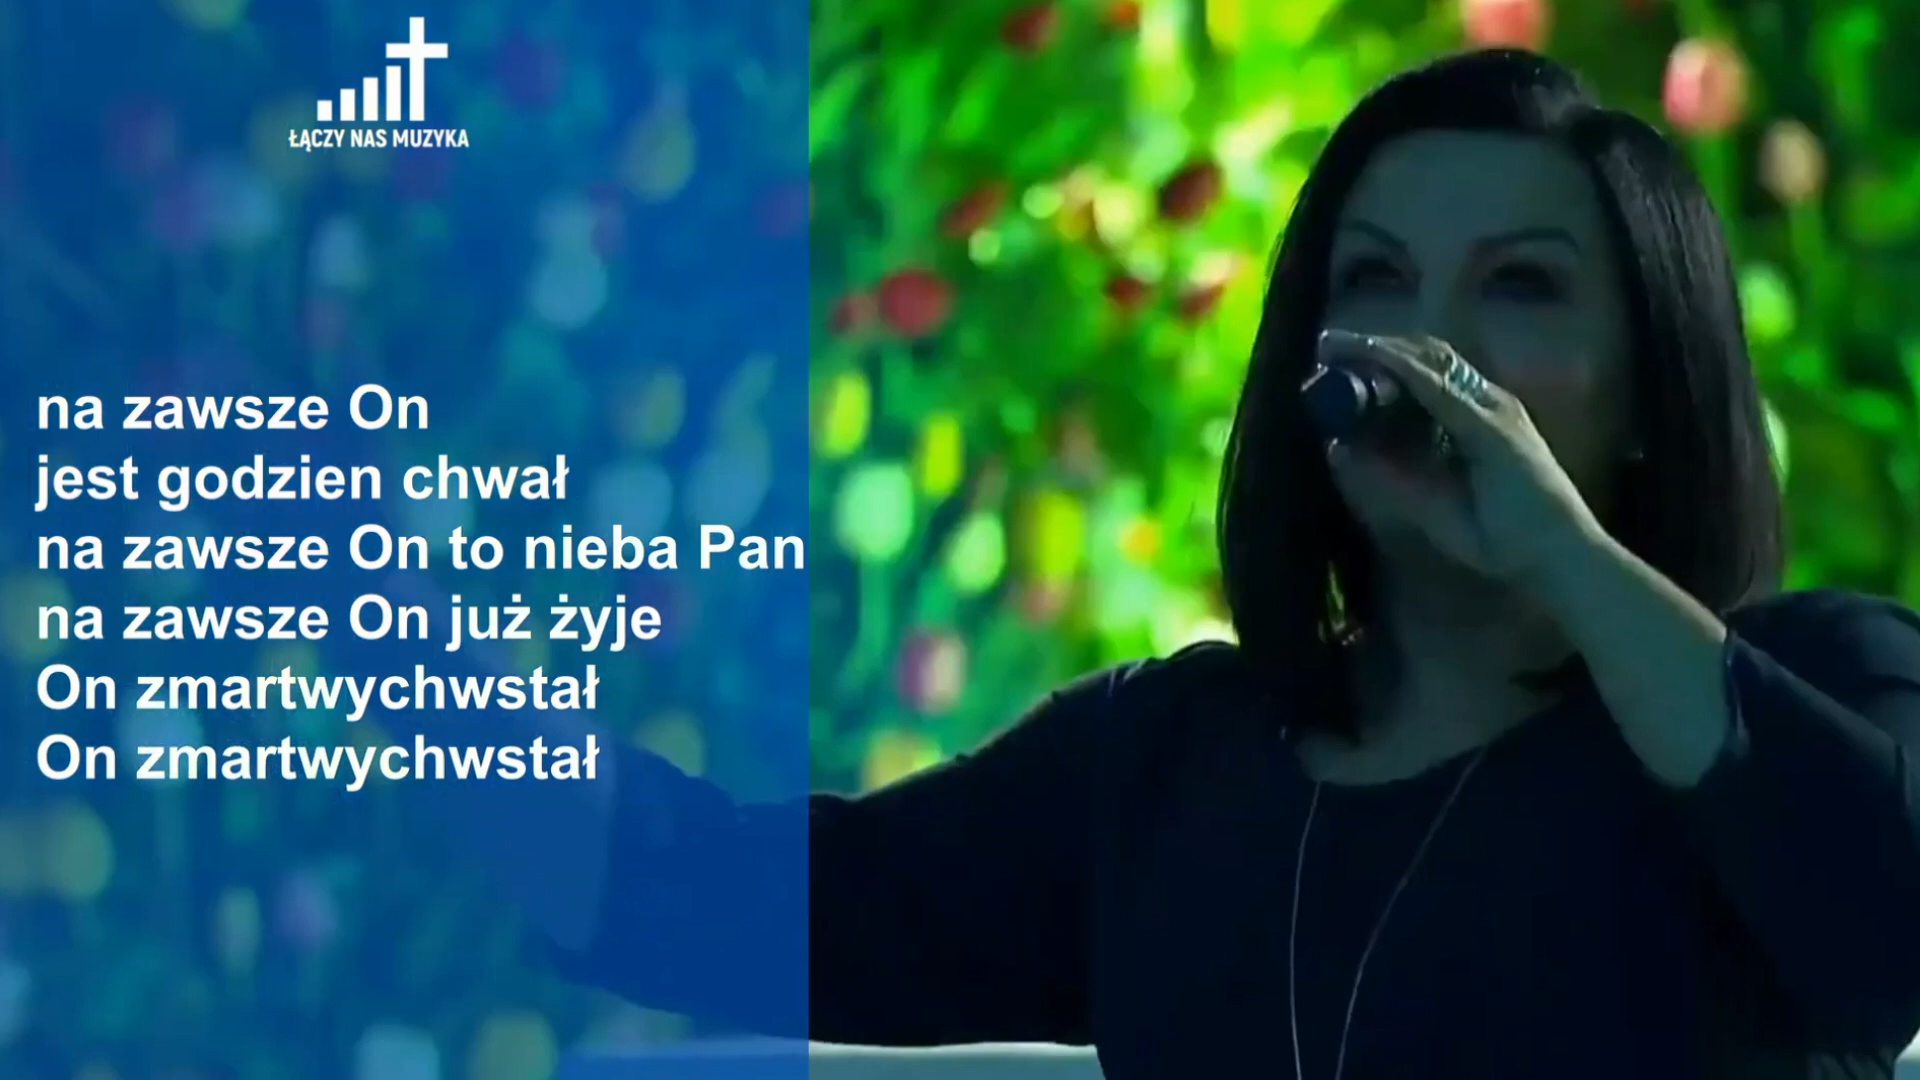 ŁĄCZY NAS MUZYKA
na zawsze On
jest godzien chwał
na zawsze On to nieba Pan
na zawsze On już żyje
On zmartwychwstał
On zmartwychwstał